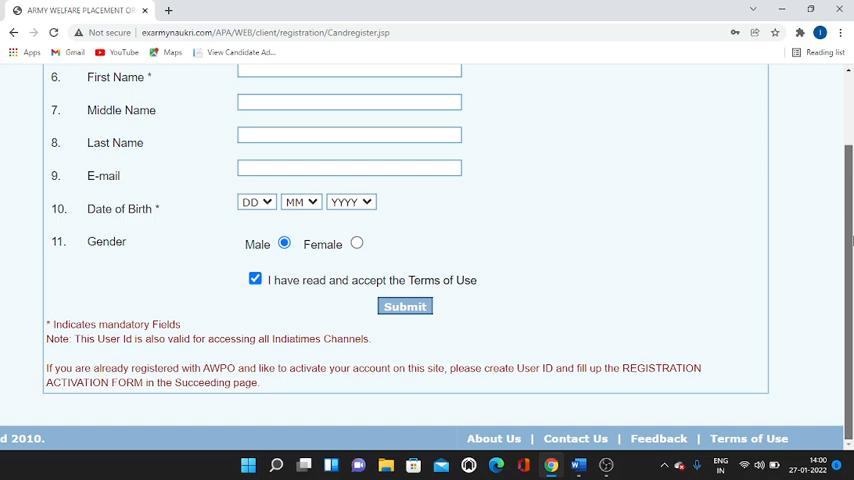 ARMY WELFARE PLACEMENT OR
Not secure | exarmynaukri.com/APA/WEB/client/registration/Candregister.jsp
Apps Gmail YouTube Maps View Candidate Ad... Reading list
6. First Name *
7. Middle Name
8. Last Name
9. E-mail
10. Date of Birth * DD MM YYYY
11. Gender Male Female
I have read and accept the Terms of Use
Submit
* Indicates mandatory Fields
Note: This User Id is also valid for accessing all Indiatimes Channels.
If you are already registered with AWPO and like to activate your account on this site, please create User ID and fill up the REGISTRATION
ACTIVATION FORM in the Succeeding page.
d 2010. About Us | Contact Us | Feedback | Terms of Use
ENG 14:00
IN 27-01-2022